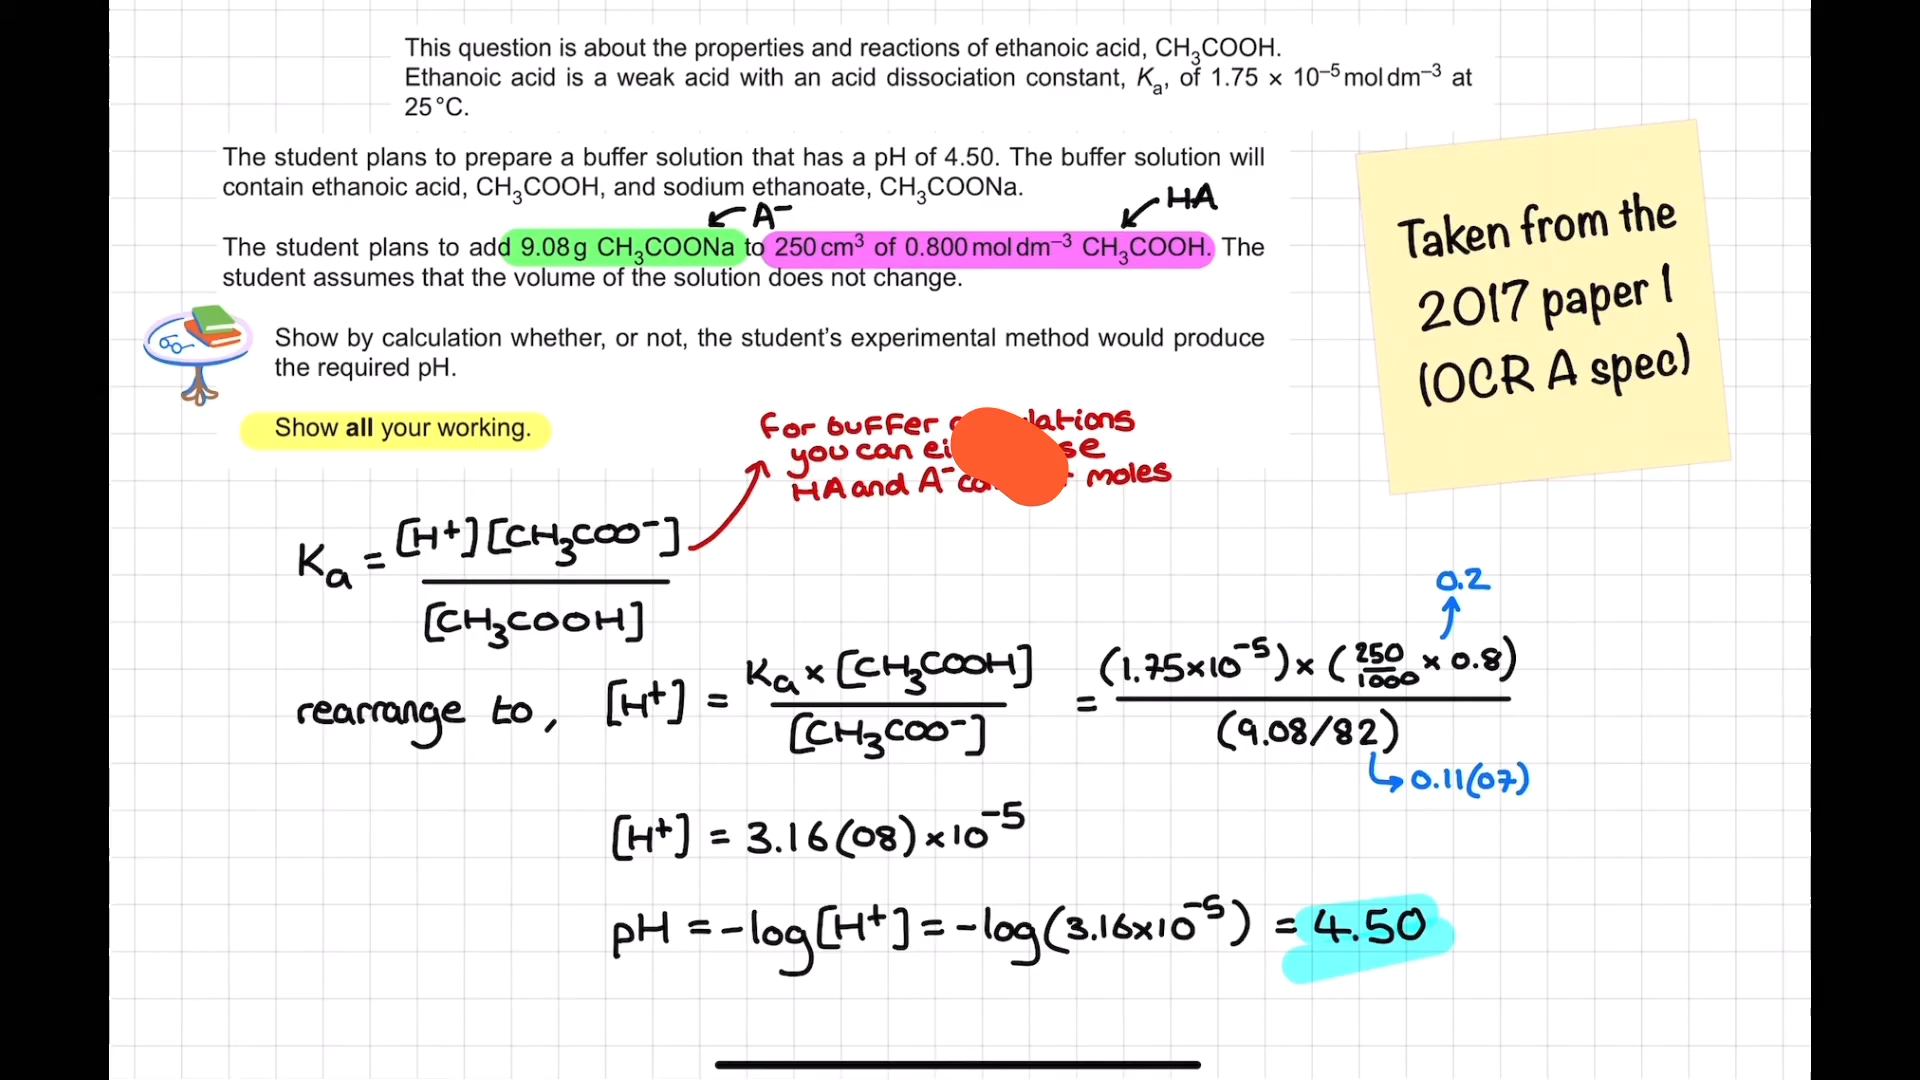 This question is about the properties and reactions of ethanoic acid, CH₃COOH.
Ethanoic acid is a weak acid with an acid dissociation constant, Kₐ, of 1.75 × 10⁻⁵ mol dm⁻³ at
25 °C.
The student plans to prepare a buffer solution that has a pH of 4.50. The buffer solution will
contain ethanoic acid, CH₃COOH, and sodium ethanoate, CH₃COONa.
A⁻
HA
The student plans to add 9.08 g CH₃COONa to 250 cm³ of 0.800 mol dm⁻³ CH₃COOH. The
student assumes that the volume of the solution does not change.
Show by calculation whether, or not, the student's experimental method would produce
the required pH.
Show all your working.
Taken from the
2017 paper 1
(OCR A spec)
for buffer
you can
HA and A⁻ moles
Kₐ = [H⁺][CH₃COO⁻]
[CH₃COOH]
rearrange to, [H⁺] = Kₐ × [CH₃COOH] / [CH₃COO⁻] = (1.75×10⁻⁵) × (250/1000 × 0.8) / (9.08/82)
0.2
0.11(07)
[H⁺] = 3.16(08) × 10⁻⁵
pH = -log[H⁺] = -log(3.16×10⁻⁵) = 4.50